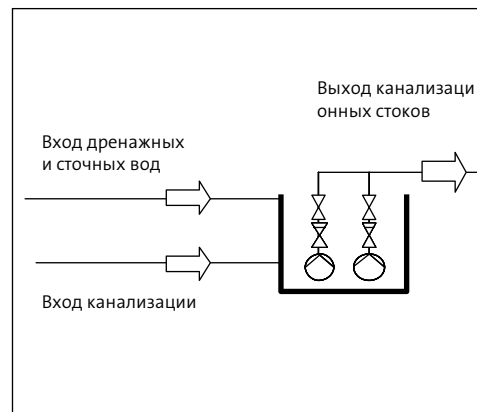 Выход канализаци
онных стоков
Вход дренажных
и сточных вод
Вход канализации